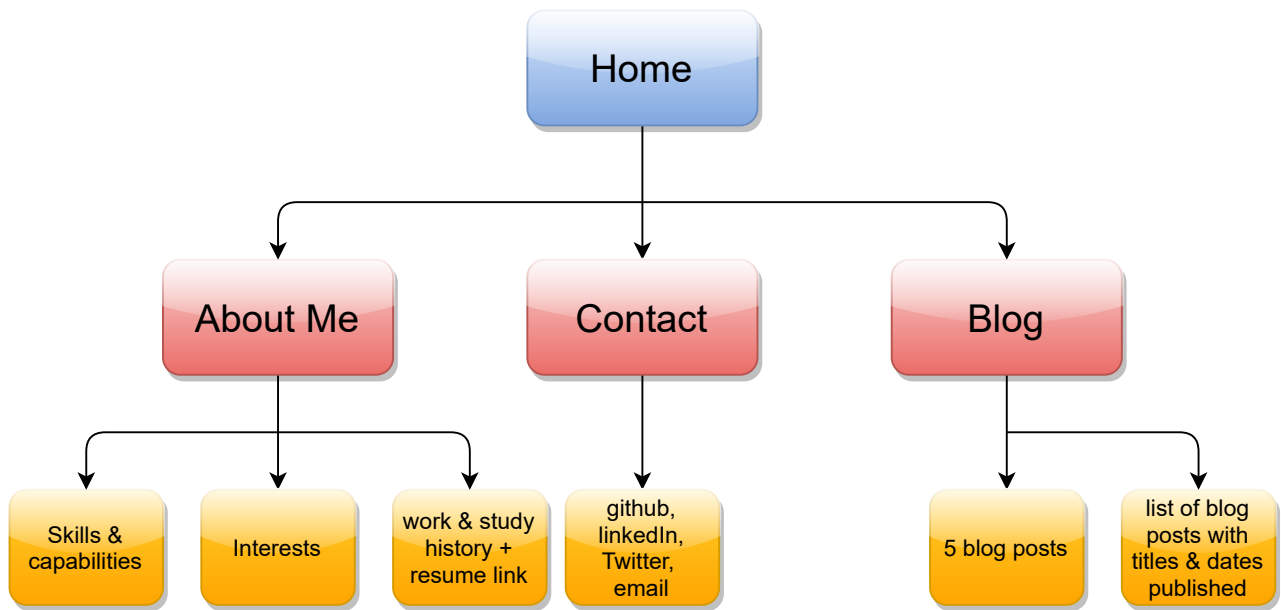 Home
About Me
Contact
Blog
Skills &
capabilities
Interests
work & study
history +
resume link
github,
linkedIn,
Twitter,
email
5 blog posts
list of blog
posts with
titles & dates
published